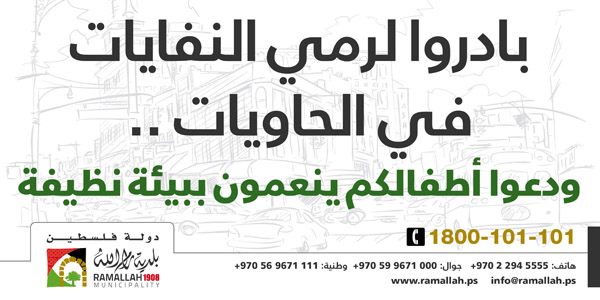 بادروا لرمي النفايات
في الحاويات ..
ودعوا أطفالكم ينعمون ببيئة نظيفة
1800-101-101
دولة فلسطين
بلدية رام الله
RAMALLAH 1908
MUNICIPALITY
هاتف: 5555 294 2 970+ جوال: 000 9671 59 970+ وطنية: 111 9671 56 970+
www.ramallah.ps info@ramallah.ps